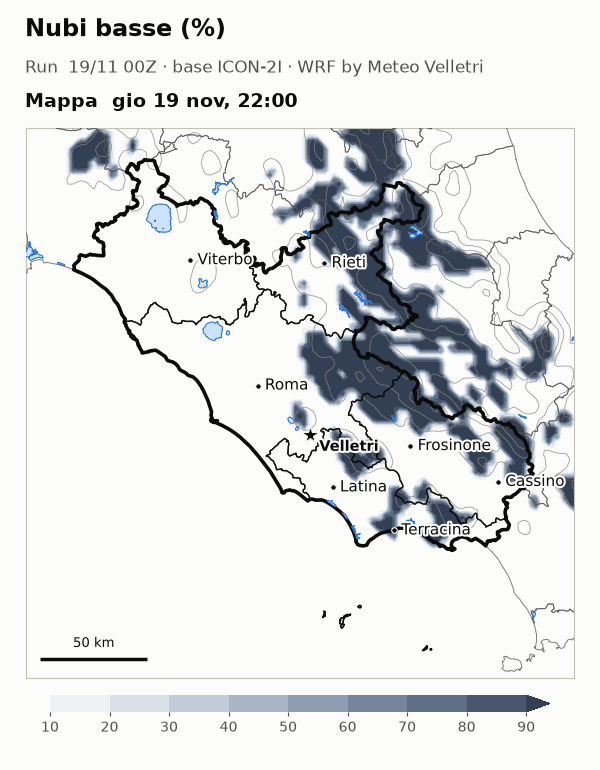 Nubi basse (%)
Run  19/11 00Z · base ICON-2I · WRF by Meteo Velletri
Mappa  gio 19 nov, 22:00
Viterbo
Rieti
Roma
Velletri
Frosinone
Latina
Cassino
Terracina
50 km
10 20 30 40 50 60 70 80 90